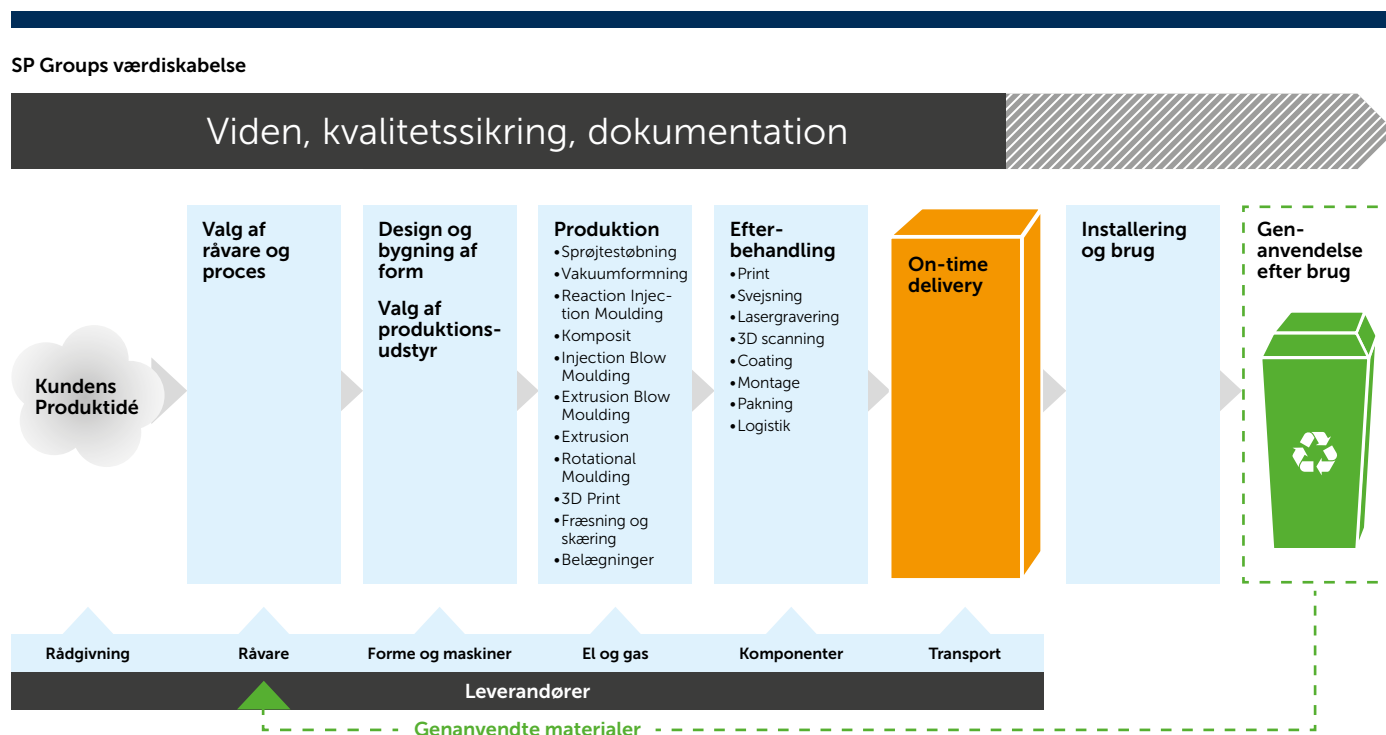 SP Groups værdiskabelse
Viden, kvalitetssikring, dokumentation
Kundens
Produktidé
Valg af
råvare og
proces
Design og
bygning af
form
Valg af
produktions-
udstyr
Produktion
•Sprøjtestøbning
•Vakuumformning
•Reaction Injec-
tion Moulding
•Komposit
•Injection Blow
Moulding
•Extrusion Blow
Moulding
•Extrusion
•Rotational
Moulding
•3D Print
•Fræsning og
skæring
•Belægninger
Efter-
behandling
•Print
•Svejsning
•Lasergravering
•3D scanning
•Coating
•Montage
•Pakning
•Logistik
On-time
delivery
Installering
og brug
Gen-
anvendelse
efter brug
Rådgivning
Råvare
Forme og maskiner
El og gas
Komponenter
Transport
Leverandører
Genanvendte materialer